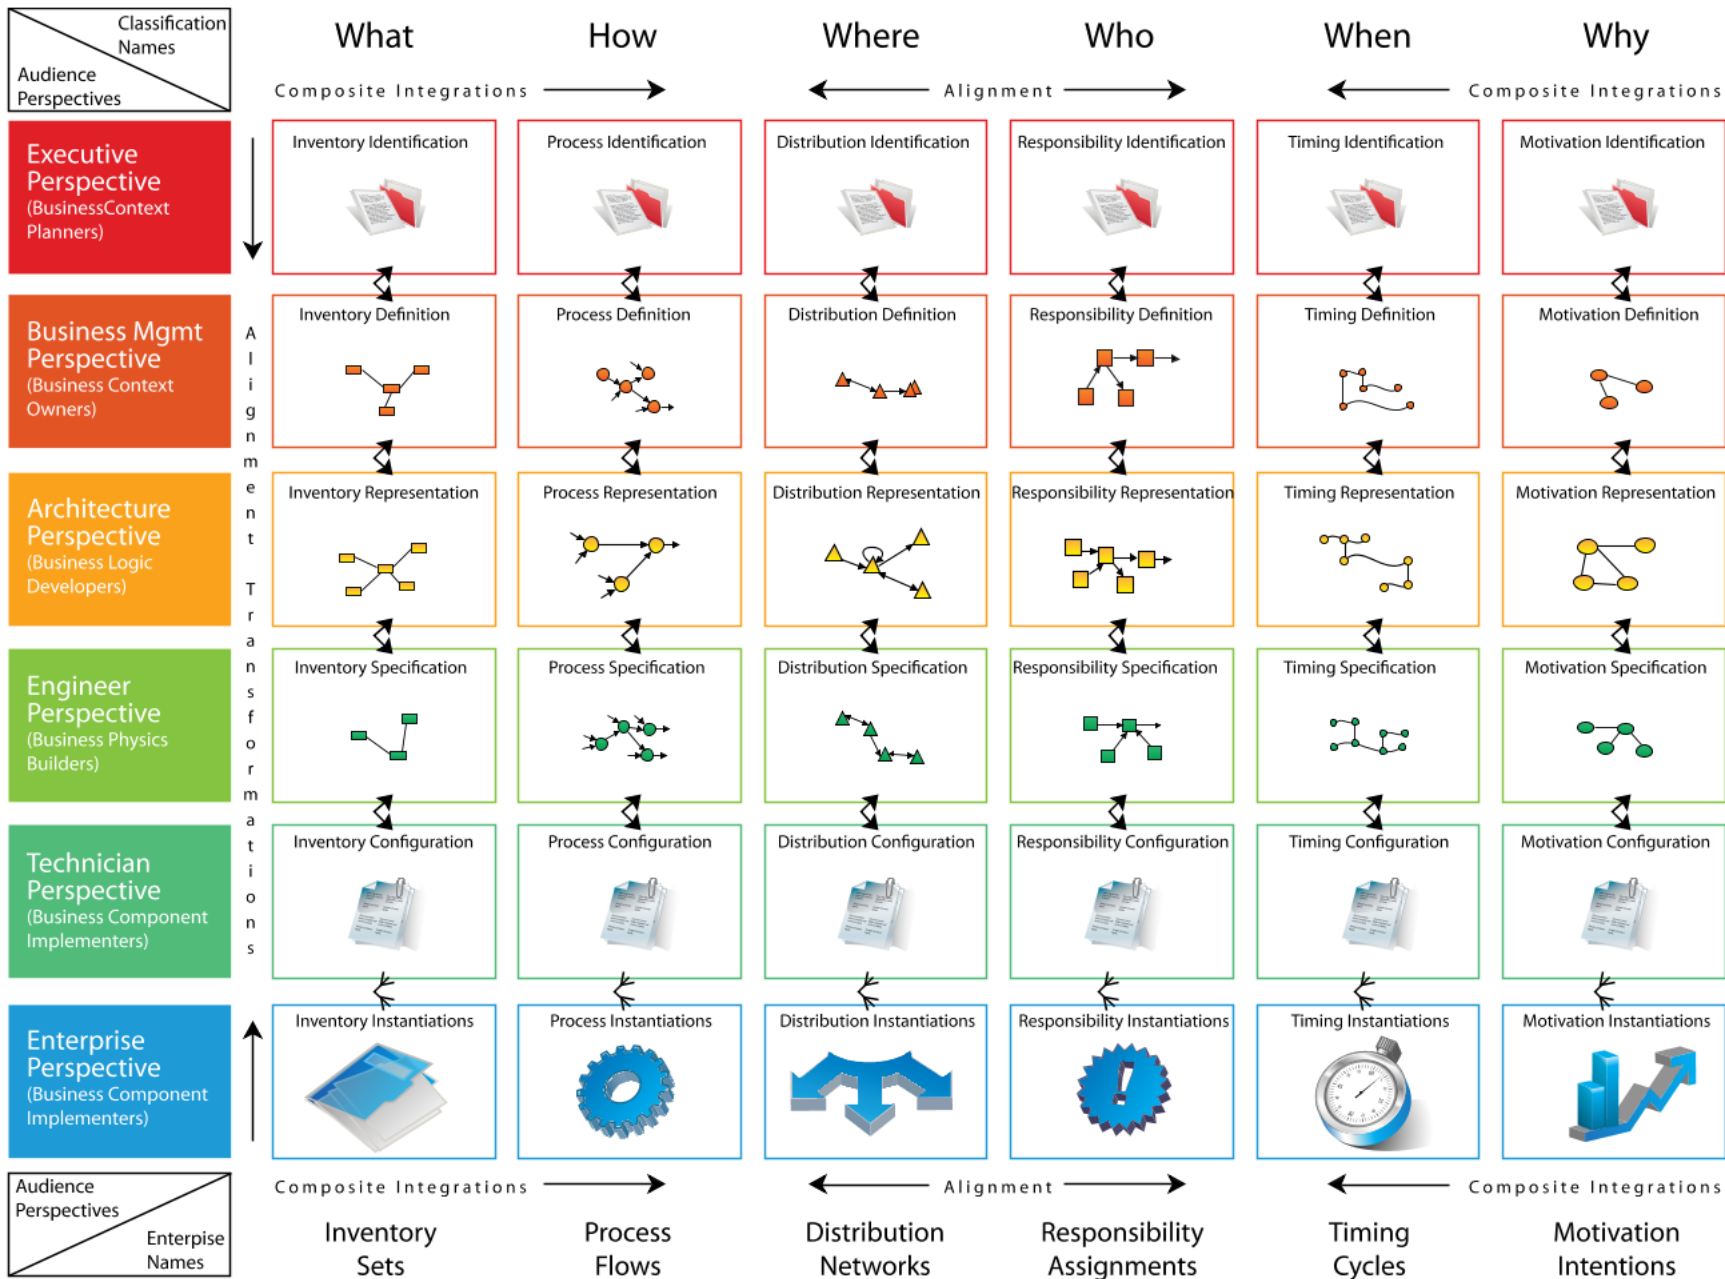 Classification
Names
Audience
Perspectives
What
How
Where
Who
When
Why
Composite Integrations
Alignment
Composite Integrations
Executive
Perspective
(BusinessContext
Planners)
Inventory Identification
Process Identification
Distribution Identification
Responsibility Identification
Timing Identification
Motivation Identification
Alignment Transformations
Business Mgmt
Perspective
(Business Context
Owners)
Inventory Definition
Process Definition
Distribution Definition
Responsibility Definition
Timing Definition
Motivation Definition
Architecture
Perspective
(Business Logic
Developers)
Inventory Representation
Process Representation
Distribution Representation
Responsibility Representation
Timing Representation
Motivation Representation
Engineer
Perspective
(Business Physics
Builders)
Inventory Specification
Process Specification
Distribution Specification
Responsibility Specification
Timing Specification
Motivation Specification
Technician
Perspective
(Business Component
Implementers)
Inventory Configuration
Process Configuration
Distribution Configuration
Responsibility Configuration
Timing Configuration
Motivation Configuration
Enterprise
Perspective
(Business Component
Implementers)
Inventory Instantiations
Process Instantiations
Distribution Instantiations
Responsibility Instantiations
Timing Instantiations
Motivation Instantiations
Audience
Perspectives
Enterpise
Names
Composite Integrations
Alignment
Composite Integrations
Inventory
Sets
Process
Flows
Distribution
Networks
Responsibility
Assignments
Timing
Cycles
Motivation
Intentions